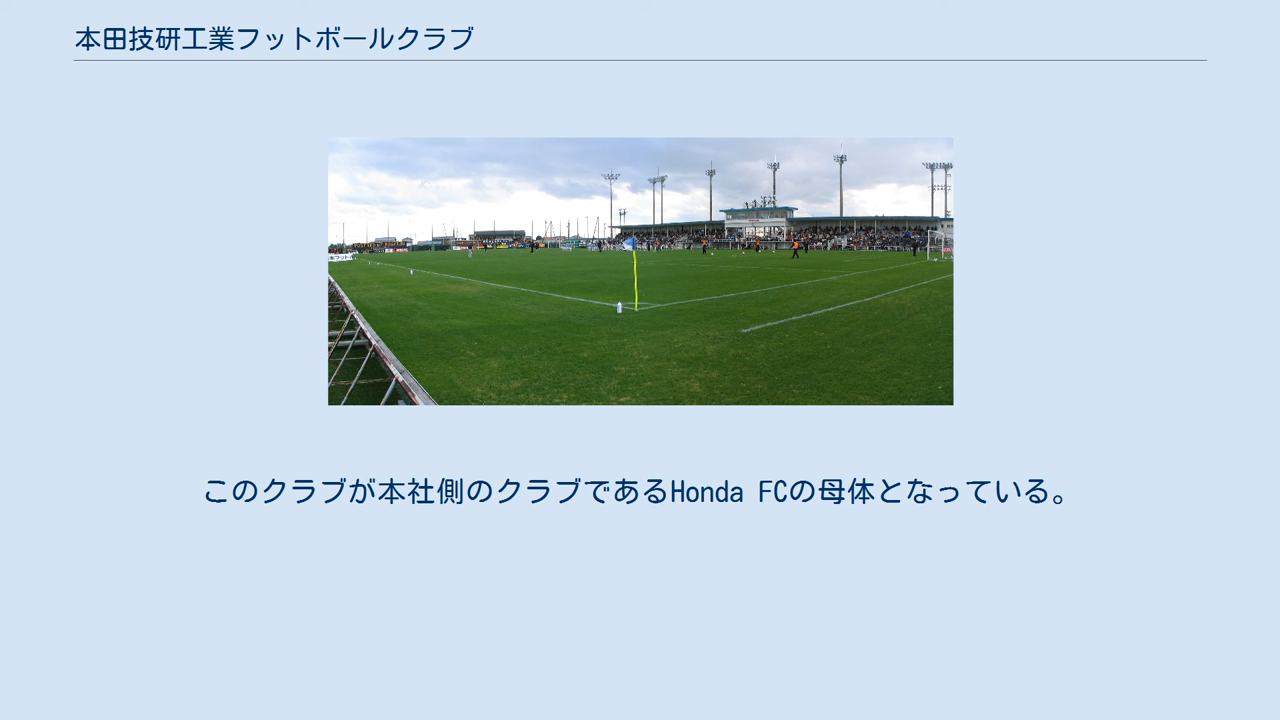 本田技研工業フットボールクラブ
このクラブが本社側のクラブであるHonda FCの母体となっている。